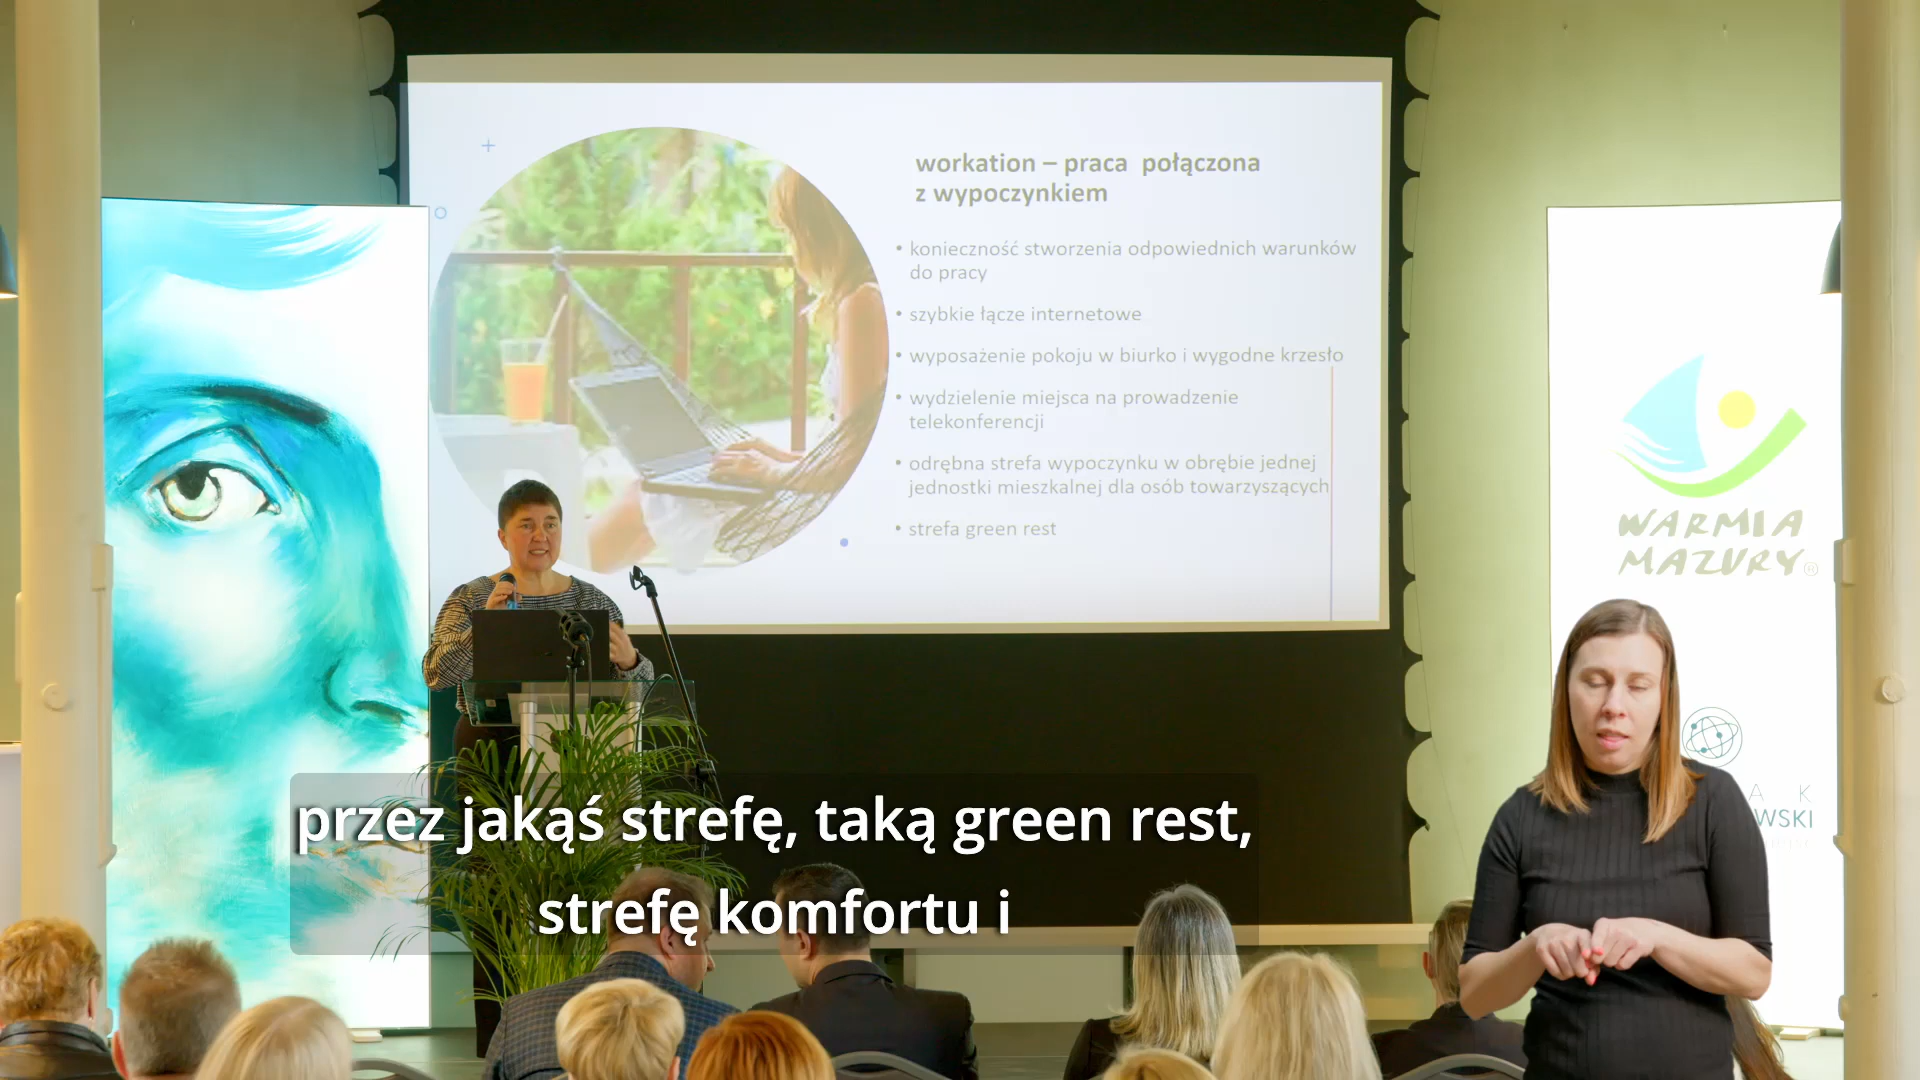 workation – praca połączona
z wypoczynkiem
• konieczność stworzenia odpowiednich warunków
do pracy
• szybkie łącze internetowe
• wyposażenie pokoju w biurko i wygodne krzesło
• wydzielenie miejsca na prowadzenie
telekonferencji
• odrębna strefa wypoczynku w obrębie jednej
jednostki mieszkalnej dla osób towarzyszących
• strefa green rest
WARMIA
MAZURY®
A K
WSKI
przez jakąś strefę, taką green rest,
strefę komfortu i